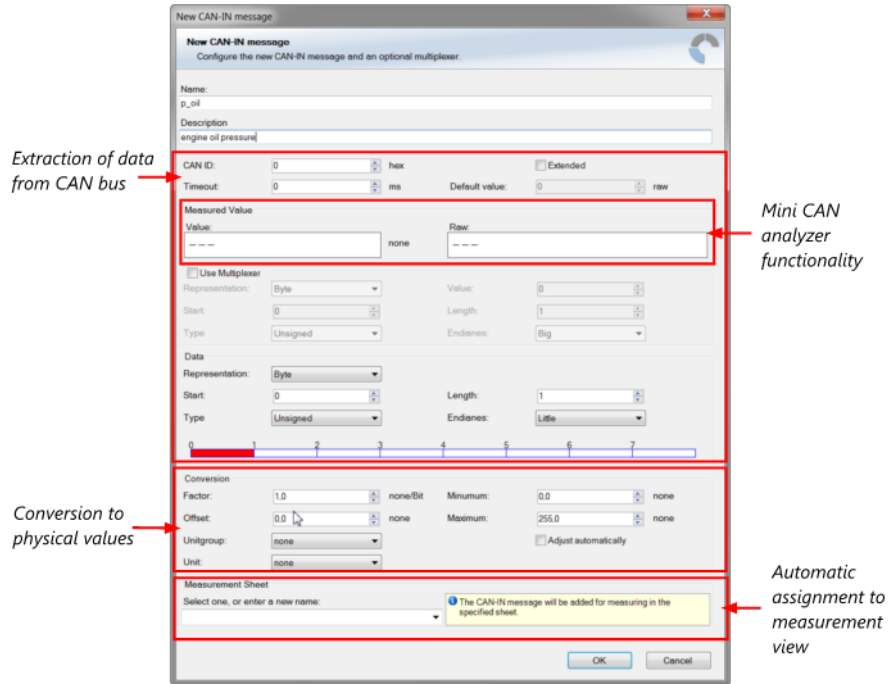 New CAN-IN message
New CAN-IN message
Configure the new CAN-IN message and an optional multiplexer.
Name:
p_oil
Description
engine oil pressure
Extraction of data
from CAN bus
CAN ID: 0 hex Extended
Timeout: 0 ms Default value: 0 raw
Measured Value
Value: Raw:
--- none ---
Mini CAN
analyzer
functionality
Use Multiplexer
Representation: Byte Value: 0
Start: 0 Length: 1
Type Unsigned Endianes: Big
Data
Representation: Byte
Start: 0 Length: 1
Type Unsigned Endianes: Little
0 1 2 3 4 5 6 7
Conversion
Factor: 1,0 none/Bit Minumum: 0,0 none
Offset: 0,0 none Maximum: 255,0 none
Unitgroup: none Adjust automatically
Unit: none
Conversion to
physical values
Measurement Sheet
Select one, or enter a new name:
The CAN-IN message will be added for measuring in the
specified sheet.
Automatic
assignment to
measurement
view
OK Cancel